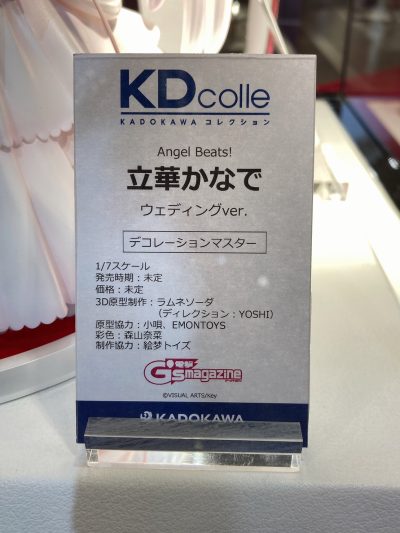 KDcolle
KADOKAWA コレクション
Angel Beats!
立華かなで
ウェディングver.
デコレーションマスター
1/7スケール
発売時期：未定
価格：未定
3D原型制作：ラムネソーダ
（ディレクション：YOSHI）
原型協力：小唄、EMONTOYS
彩色：森山奈菜
制作協力：絵梦トイズ
電撃G's magazine
©VISUAL ARTS/Key
KADOKAWA